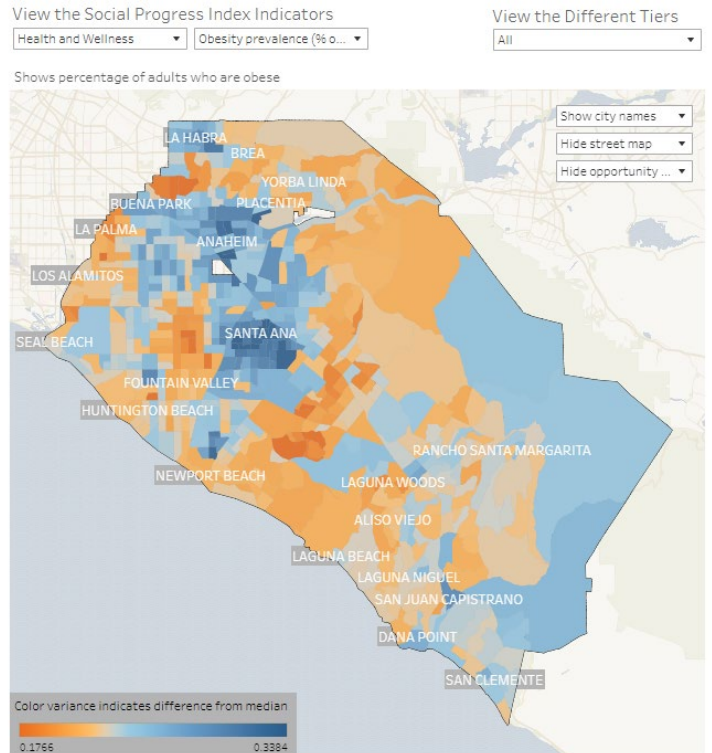 View the Social Progress Index Indicators
View the Different Tiers
Health and Wellness
Obesity prevalence (% o...
All
Shows percentage of adults who are obese
Show city names
Hide street map
Hide opportunity ...
LA HABRA
BREA
YORBA LINDA
BUENA PARK
PLACENTIA
LA PALMA
ANAHEIM
LOS ALAMITOS
SANTA ANA
SEAL BEACH
FOUNTAIN VALLEY
HUNTINGTON BEACH
RANCHO SANTA MARGARITA
NEWPORT BEACH
LAGUNA WOODS
ALISO VIEJO
LAGUNA BEACH
LAGUNA NIGUEL
SAN JUAN CAPISTRANO
DANA POINT
SAN CLEMENTE
Color variance indicates difference from median
0.1766
0.3384